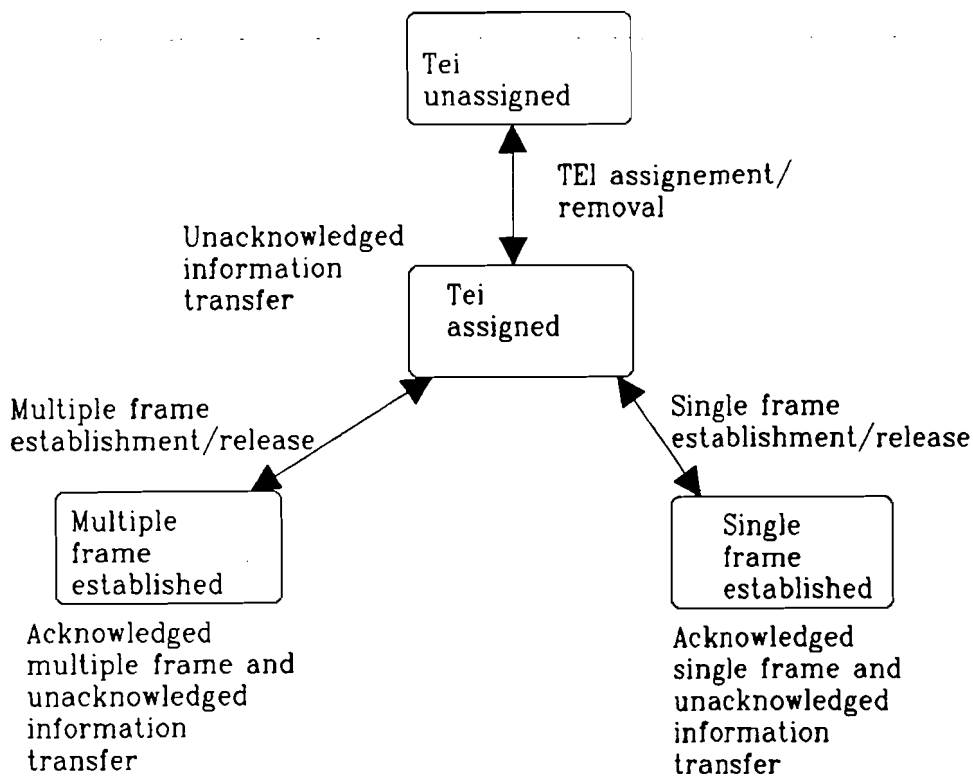 Tei
unassigned
TEI assignement/
removal
Unacknowledged
information
transfer
Tei
assigned
Multiple frame
establishment/release
Single frame
establishment/release
Multiple
frame
established
Single
frame
established
Acknowledged
multiple frame and
unacknowledged
information
transfer
Acknowledged
single frame and
unacknowledged
information
transfer